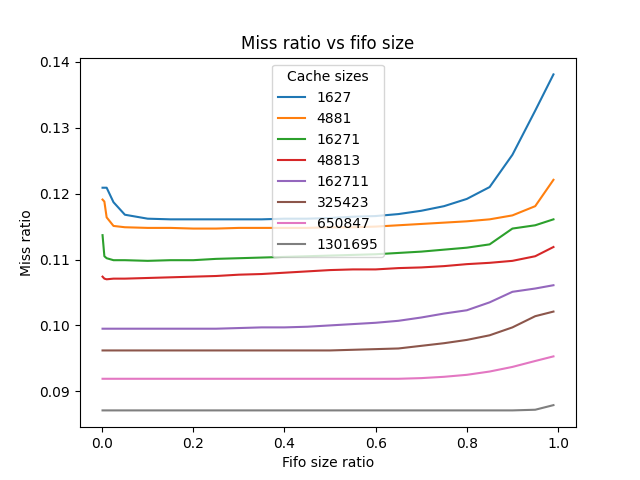 Miss ratio vs fifo size
0.14
0.13
0.12
0.11
0.10
0.09
Miss ratio
Cache sizes
1627
4881
16271
48813
162711
325423
650847
1301695
0.0 0.2 0.4 0.6 0.8 1.0
Fifo size ratio